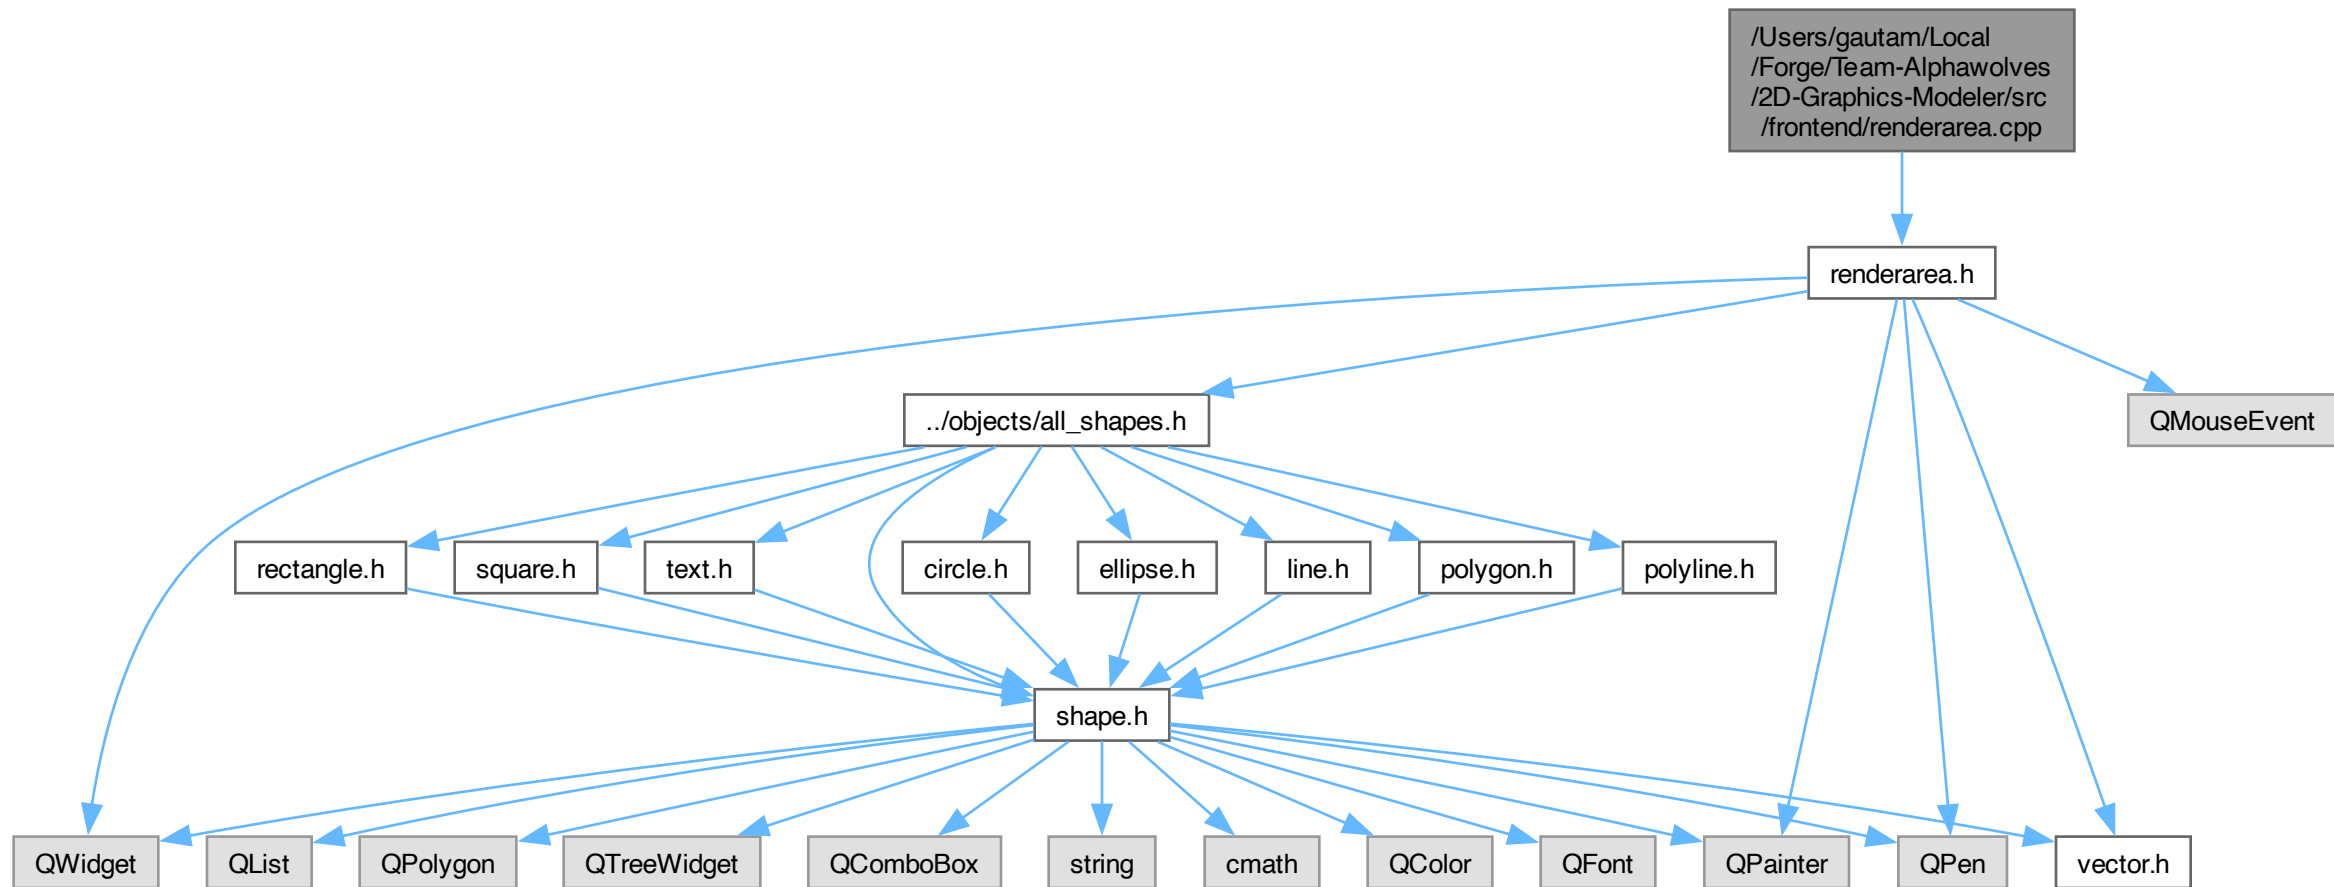 /Users/gautam/Local
/Forge/Team-Alphawolves
/2D-Graphics-Modeler/src
/frontend/renderarea.cpp
renderarea.h
../objects/all_shapes.h
QMouseEvent
rectangle.h
square.h
text.h
circle.h
ellipse.h
line.h
polygon.h
polyline.h
shape.h
QWidget
QList
QPolygon
QTreeWidget
QComboBox
string
cmath
QColor
QFont
QPainter
QPen
vector.h